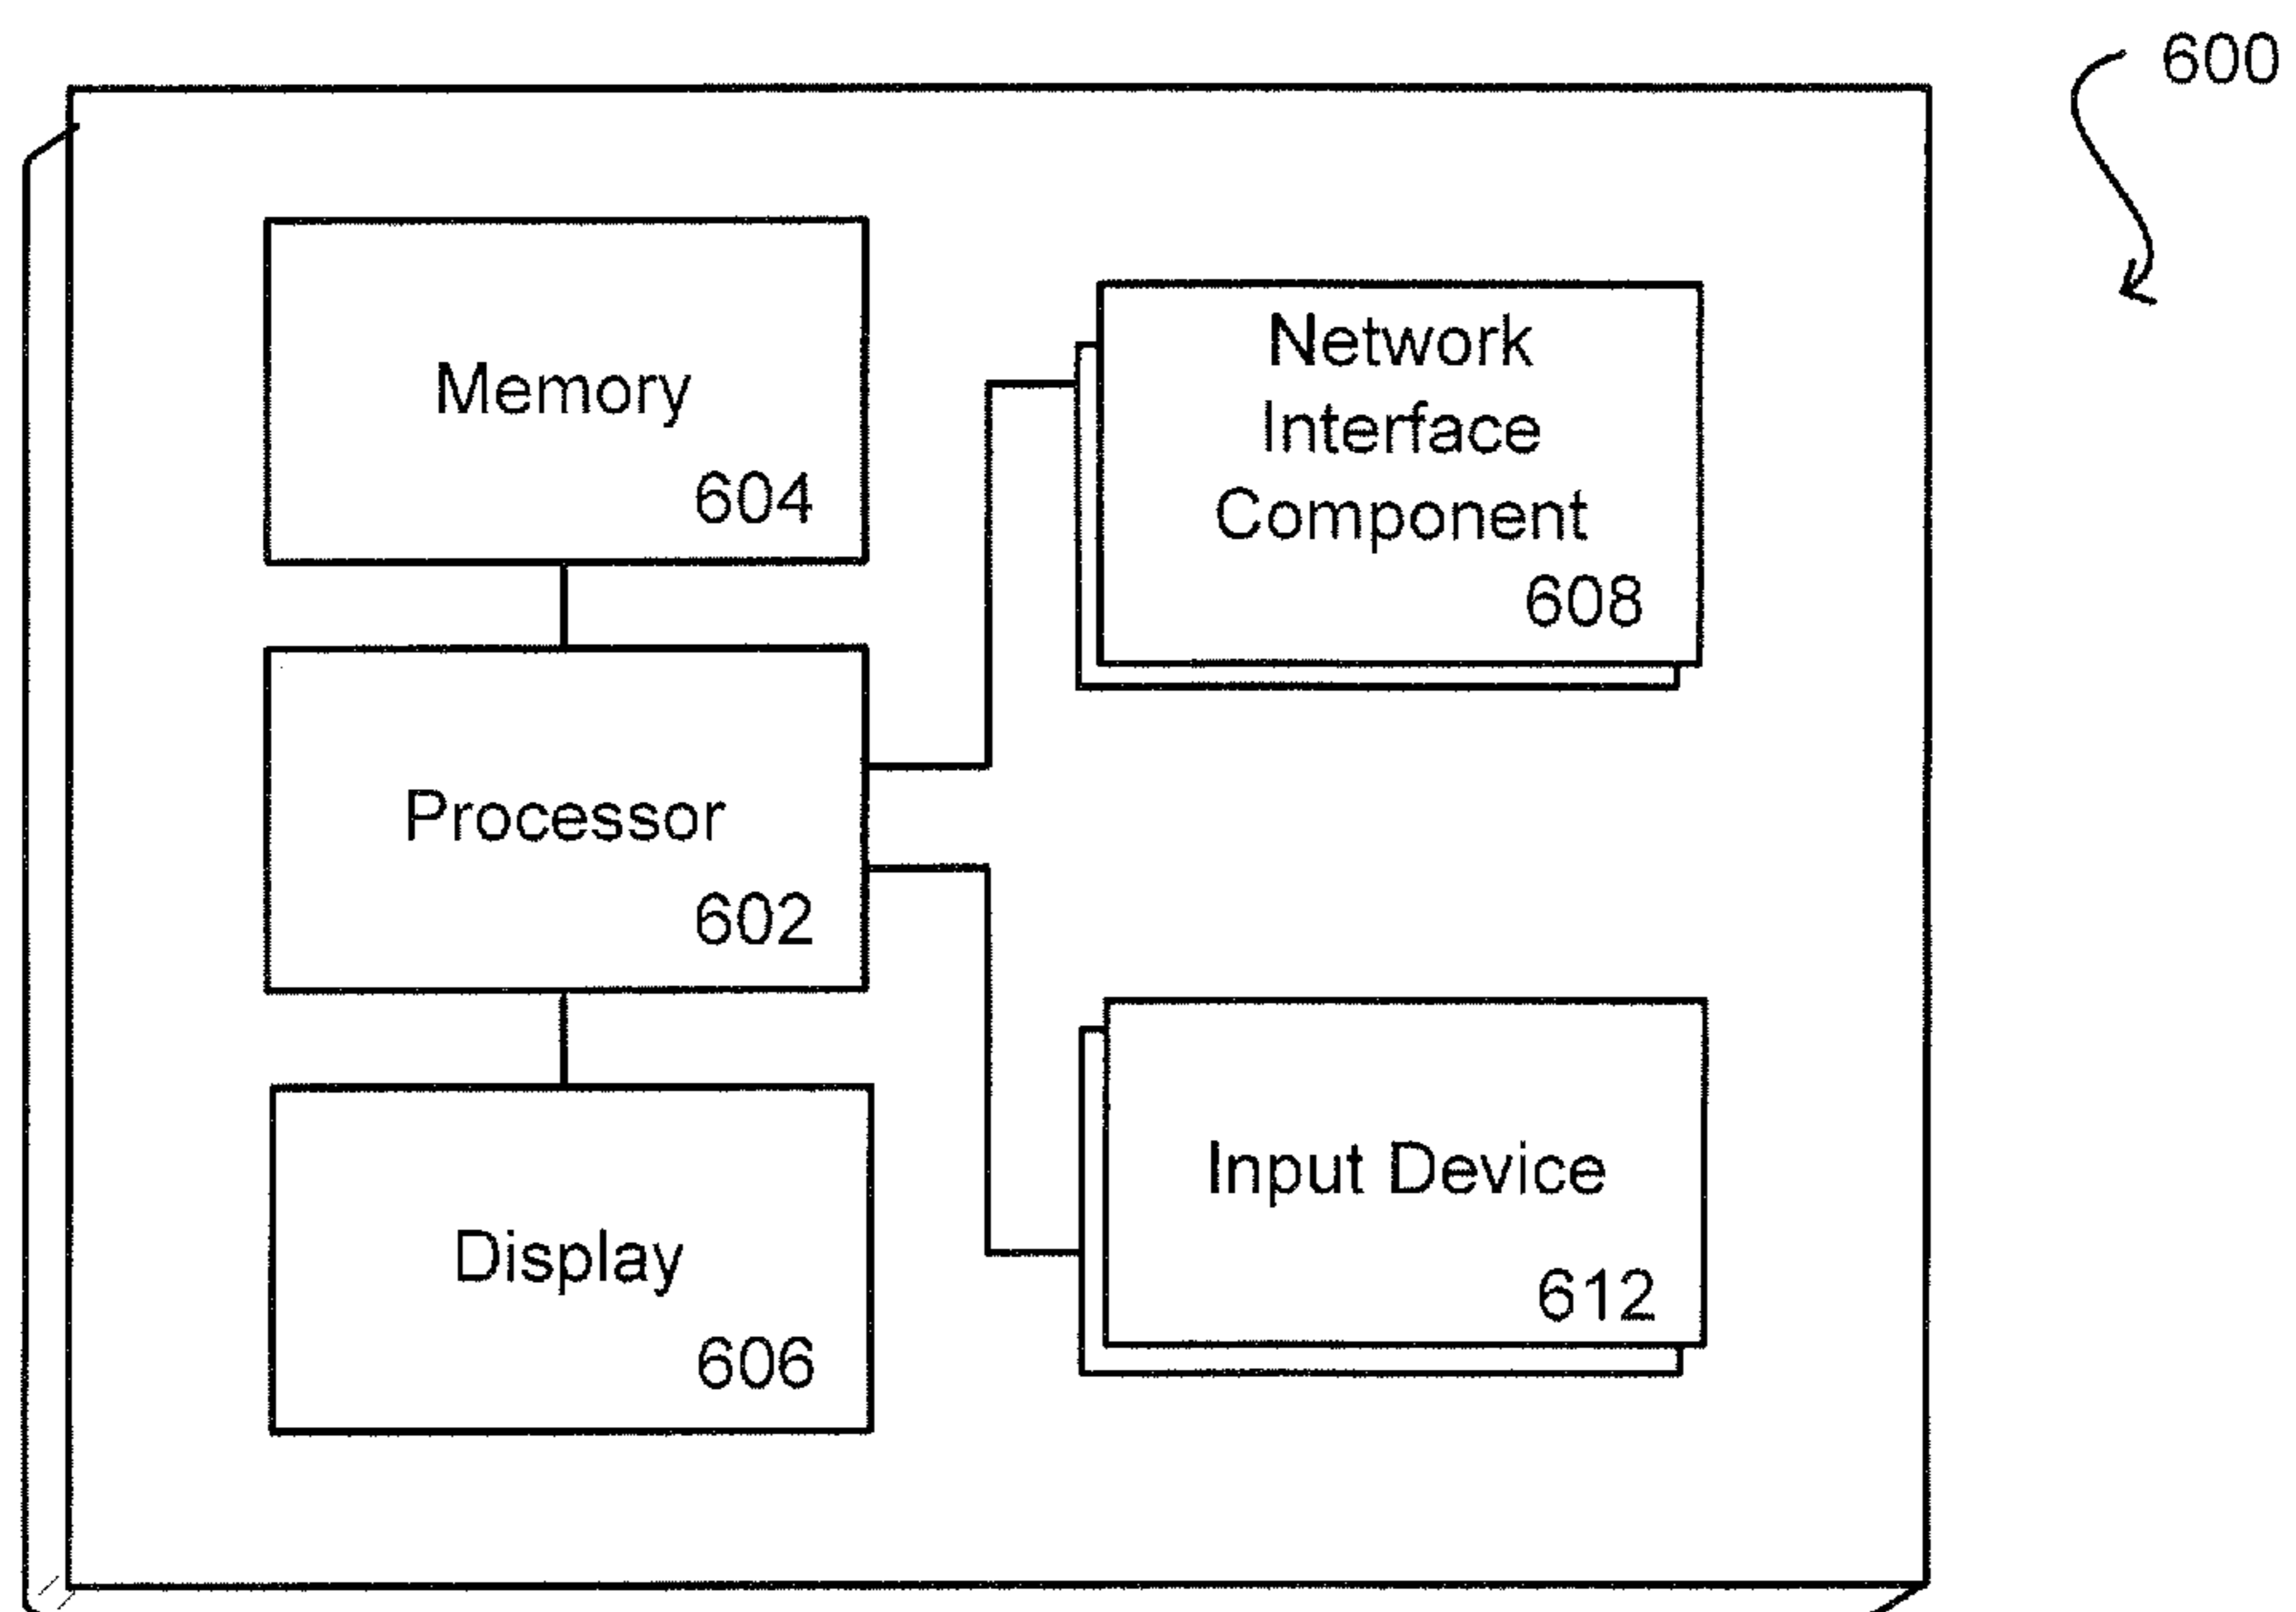 600
Memory
604
Network
Interface
Component
608
Processor
602
Input Device
612
Display
606